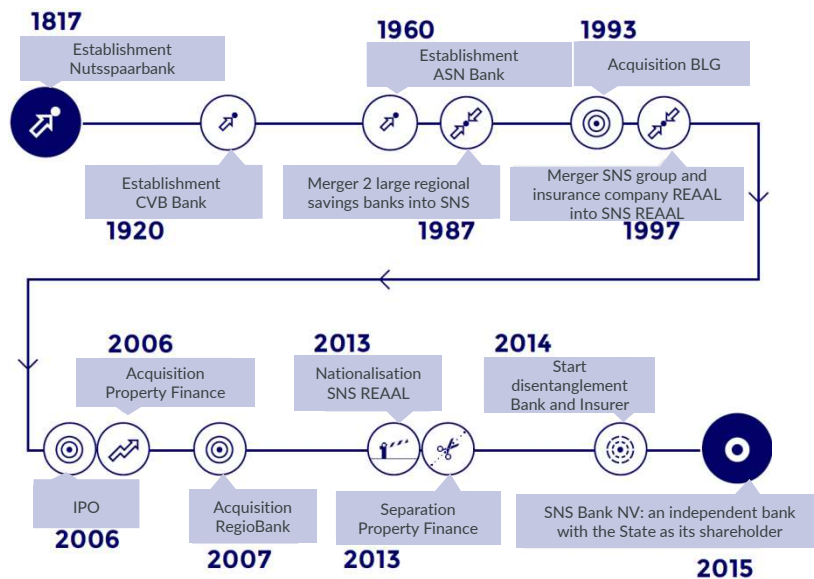 1817
Establishment
Nutsspaarbank
Establishment
CVB Bank
1920
1960
Establishment
ASN Bank
Merger 2 large regional
savings banks into SNS
1987
1993
Acquisition BLG
Merger SNS group and
insurance company REAAL
into SNS REAAL
1997
IPO
2006
2006
Acquisition
Property Finance
Acquisition
RegioBank
2007
2013
Nationalisation
SNS REAAL
Separation
Property Finance
2013
2014
Start
disentanglement
Bank and Insurer
SNS Bank NV: an independent bank
with the State as its shareholder
2015